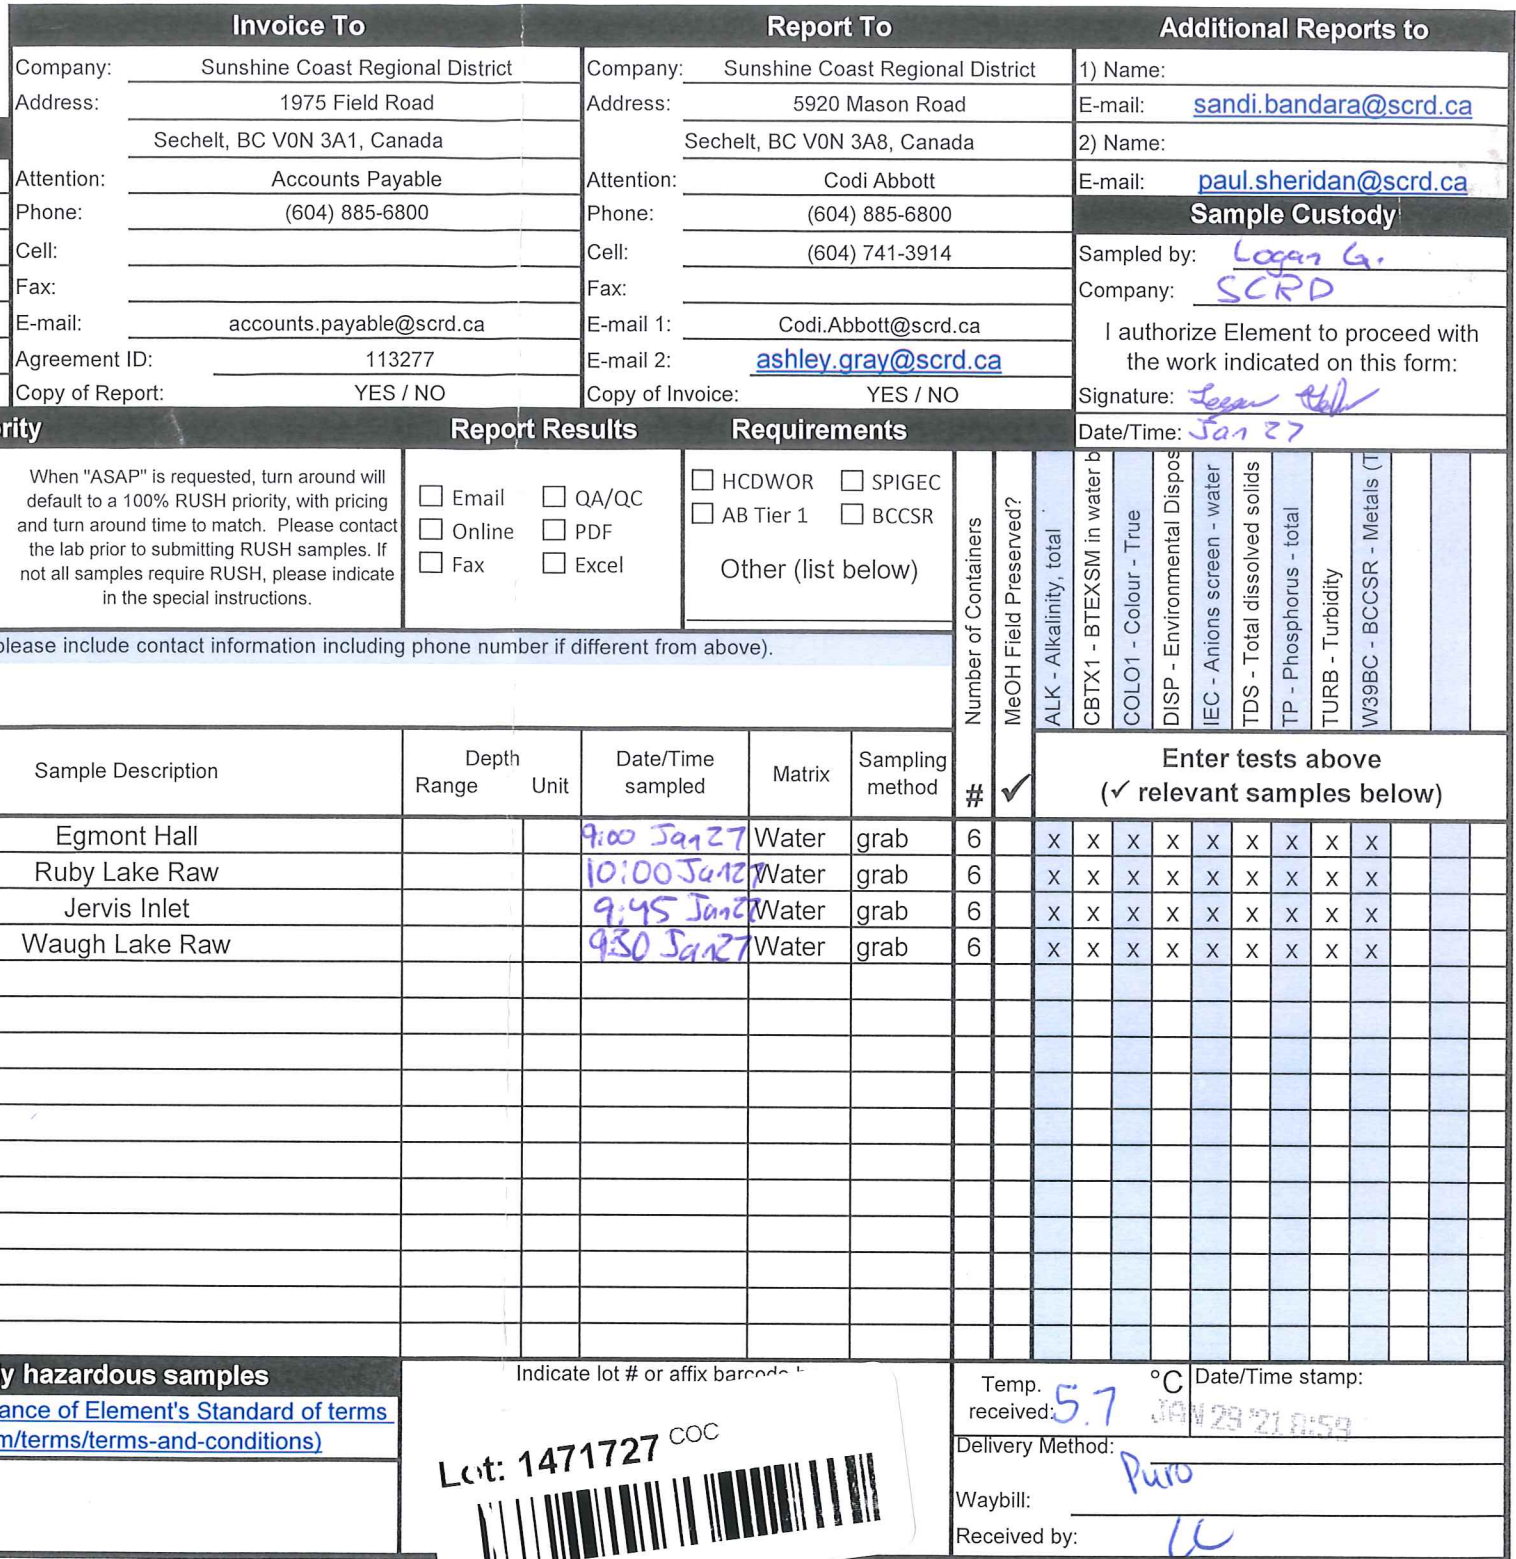 Invoice To
Company: Sunshine Coast Regional District
Address: 1975 Field Road
Sechelt, BC V0N 3A1, Canada
Attention: Accounts Payable
Phone: (604) 885-6800
Cell:
Fax:
E-mail: accounts.payable@scrd.ca
Agreement ID: 113277
Copy of Report: YES / NO
Report To
Company: Sunshine Coast Regional District
Address: 5920 Mason Road
Sechelt, BC V0N 3A8, Canada
Attention: Codi Abbott
Phone: (604) 885-6800
Cell: (604) 741-3914
Fax:
E-mail 1: Codi.Abbott@scrd.ca
E-mail 2: ashley.gray@scrd.ca
Copy of Invoice: YES / NO
Additional Reports to
1) Name:
E-mail: sandi.bandara@scrd.ca
2) Name:
E-mail: paul.sheridan@scrd.ca
Sample Custody
Sampled by: Logan G.
Company: SCRD
I authorize Element to proceed with
the work indicated on this form:
Signature:
Date/Time: Jan 27
rity
When "ASAP" is requested, turn around will
default to a 100% RUSH priority, with pricing
and turn around time to match. Please contact
the lab prior to submitting RUSH samples. If
not all samples require RUSH, please indicate
in the special instructions.
Report Results
Email QA/QC
Online PDF
Fax Excel
Requirements
HCDWOR SPIGEC
AB Tier 1 BCCSR
Other (list below)
please include contact information including phone number if different from above).
Number of Containers
MeOH Field Preserved?
ALK - Alkalinity, total
CBTX1 - BTEXSM in water b
COLO1 - Colour - True
DISP - Environmental Dispos
IEC - Anions screen - water
TDS - Total dissolved solids
TP - Phosphorus - total
TURB - Turbidity
W39BC - BCCSR - Metals (T
Sample Description
Depth
Range Unit
Date/Time
sampled
Matrix
Sampling
method
# ✓
Enter tests above
(✓ relevant samples below)
Egmont Hall 9:00 Jan 27 Water grab 6 X X X X X X X X X
Ruby Lake Raw 10:00 Jan 27 Water grab 6 X X X X X X X X X
Jervis Inlet 9:45 Jan 27 Water grab 6 X X X X X X X X X
Waugh Lake Raw 9:30 Jan 27 Water grab 6 X X X X X X X X X
y hazardous samples
ance of Element's Standard of terms
m/terms/terms-and-conditions)
Indicate lot # or affix barcode
Lot: 1471727 COC
Temp.
received: 5.7 °C
Date/Time stamp:
JAN 29 '21 8:59
Delivery Method: Puro
Waybill:
Received by: